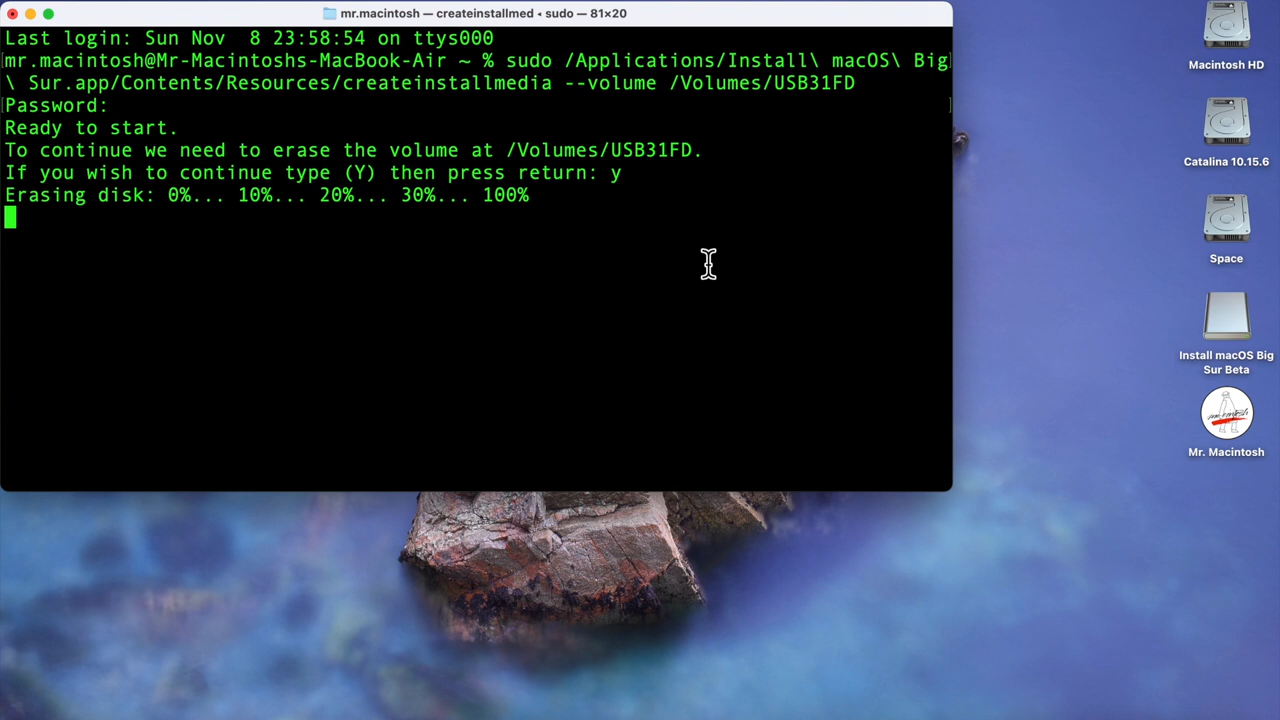 mr.macintosh — createinstallmed ◂ sudo — 81×20
Last login: Sun Nov  8 23:58:54 on ttys000
mr.macintosh@Mr-Macintoshs-MacBook-Air ~ % sudo /Applications/Install\ macOS\ Big
\ Sur.app/Contents/Resources/createinstallmedia --volume /Volumes/USB31FD
Password:
Ready to start.
To continue we need to erase the volume at /Volumes/USB31FD.
If you wish to continue type (Y) then press return: y
Erasing disk: 0%... 10%... 20%... 30%... 100%
Macintosh HD
Catalina 10.15.6
Space
Install macOS Big
Sur Beta
Mr. Macintosh